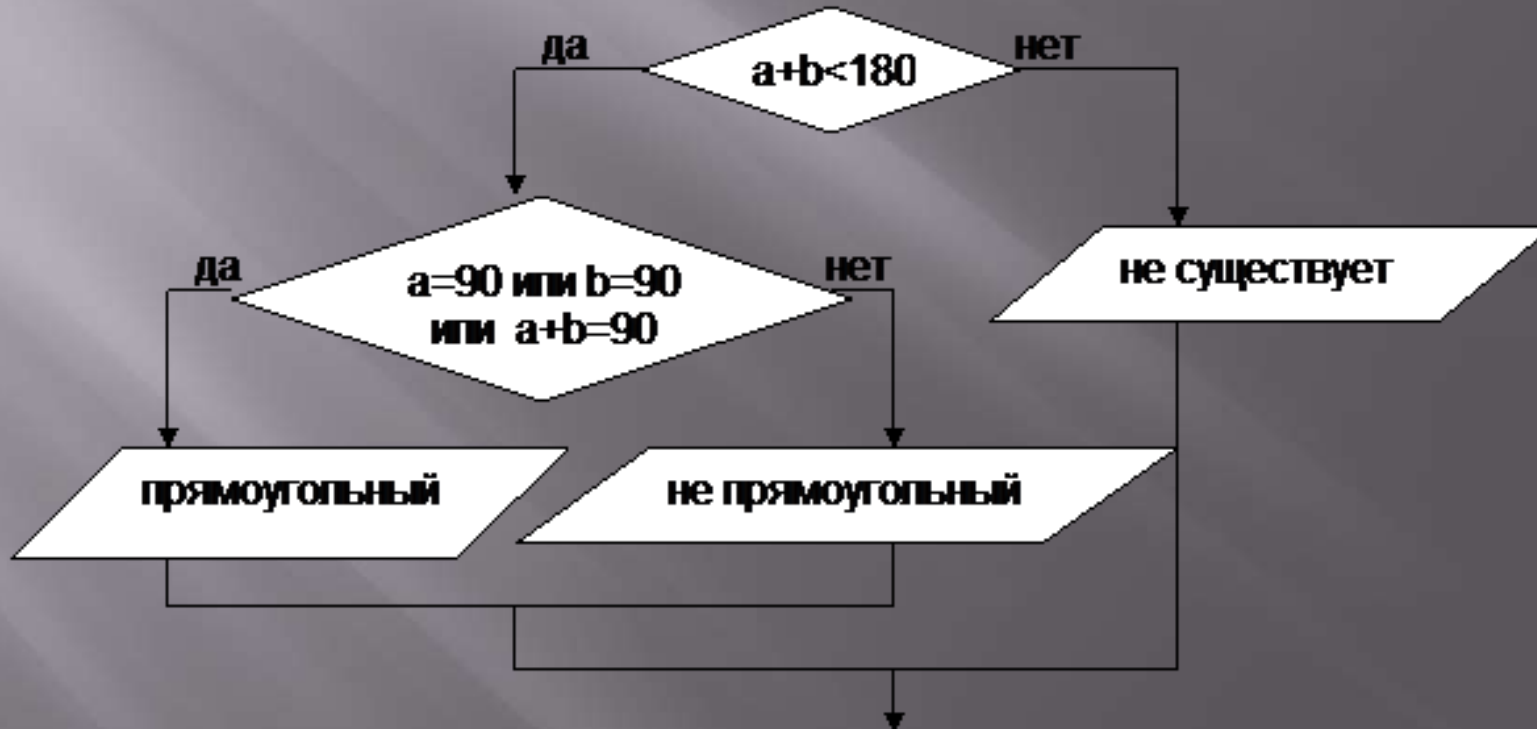 да
a+b<180
нет
да
a=90 или b=90
или a+b=90
нет
не существует
прямоугольный
не прямоугольный